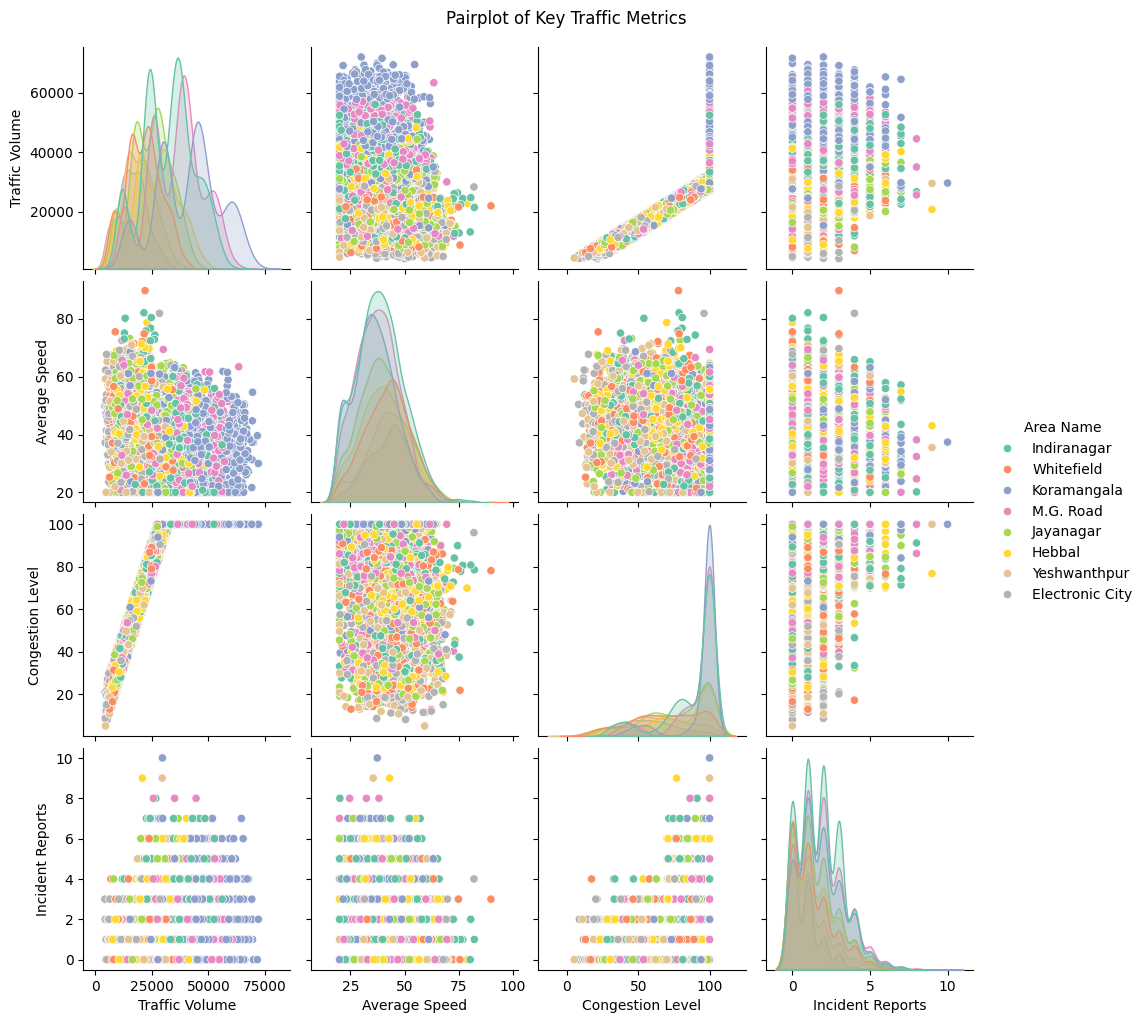 Pairplot of Key Traffic Metrics
Traffic Volume
60000
40000
20000
Average Speed
80
60
40
20
Area Name
Indiranagar
Whitefield
Koramangala
M.G. Road
Jayanagar
Hebbal
Yeshwanthpur
Electronic City
Congestion Level
100
80
60
40
20
Incident Reports
10
8
6
4
2
0
0 25000 50000 75000
25 50 75 100
0 50 100
0 5 10
Traffic Volume
Average Speed
Congestion Level
Incident Reports